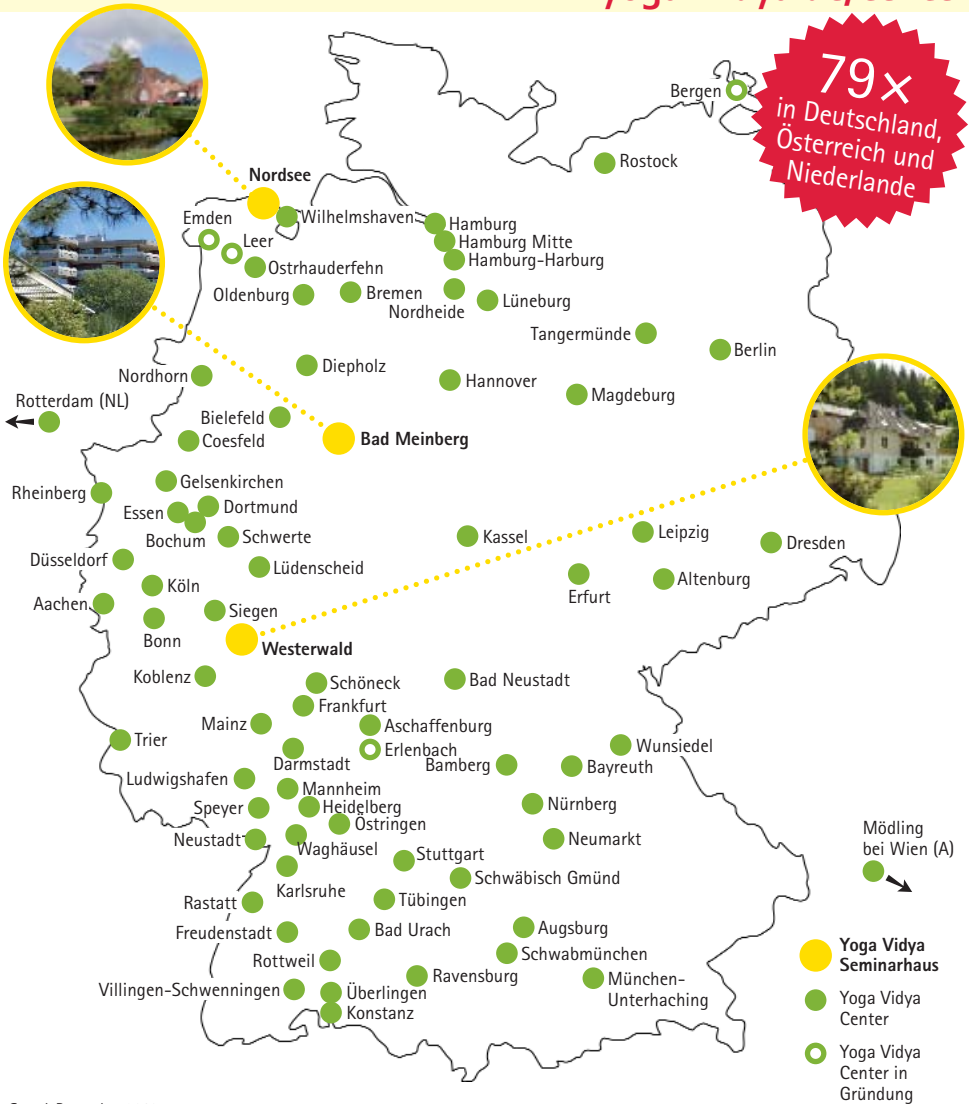 79×
in Deutschland,
Österreich und
Niederlande
Bergen
Rostock
Nordsee
Wilhelmshaven
Emden
Leer
Ostrhauderfehn
Hamburg
Hamburg Mitte
Hamburg-Harburg
Oldenburg
Bremen
Nordheide
Lüneburg
Tangermünde
Berlin
Diepholz
Nordhorn
Hannover
Magdeburg
Rotterdam (NL)
Bielefeld
Coesfeld
Bad Meinberg
Gelsenkirchen
Rheinberg
Dortmund
Essen
Bochum
Schwerte
Kassel
Leipzig
Dresden
Düsseldorf
Lüdenscheid
Köln
Erfurt
Altenburg
Aachen
Siegen
Bonn
Westerwald
Koblenz
Schöneck
Bad Neustadt
Frankfurt
Mainz
Aschaffenburg
Trier
Darmstadt
Erlenbach
Wunsiedel
Bamberg
Bayreuth
Ludwigshafen
Mannheim
Speyer
Heidelberg
Nürnberg
Östringen
Neustadt
Waghäusel
Neumarkt
Mödling
bei Wien (A)
Stuttgart
Karlsruhe
Schwäbisch Gmünd
Rastatt
Tübingen
Freudenstadt
Bad Urach
Augsburg
Schwabmünchen
Rottweil
Ravensburg
München-
Unterhaching
Villingen-Schwenningen
Überlingen
Konstanz
Yoga Vidya
Seminarhaus
Yoga Vidya
Center
Yoga Vidya
Center in
Gründung